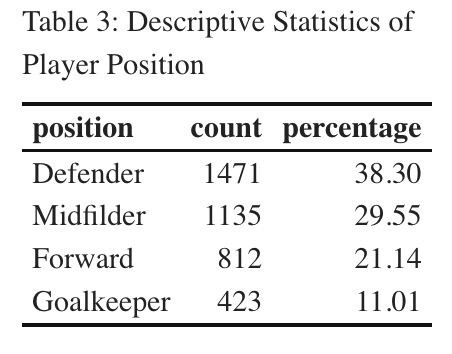 Table 3: Descriptive Statistics of
Player Position
position count percentage
Defender 1471 38.30
Midfilder 1135 29.55
Forward 812 21.14
Goalkeeper 423 11.01